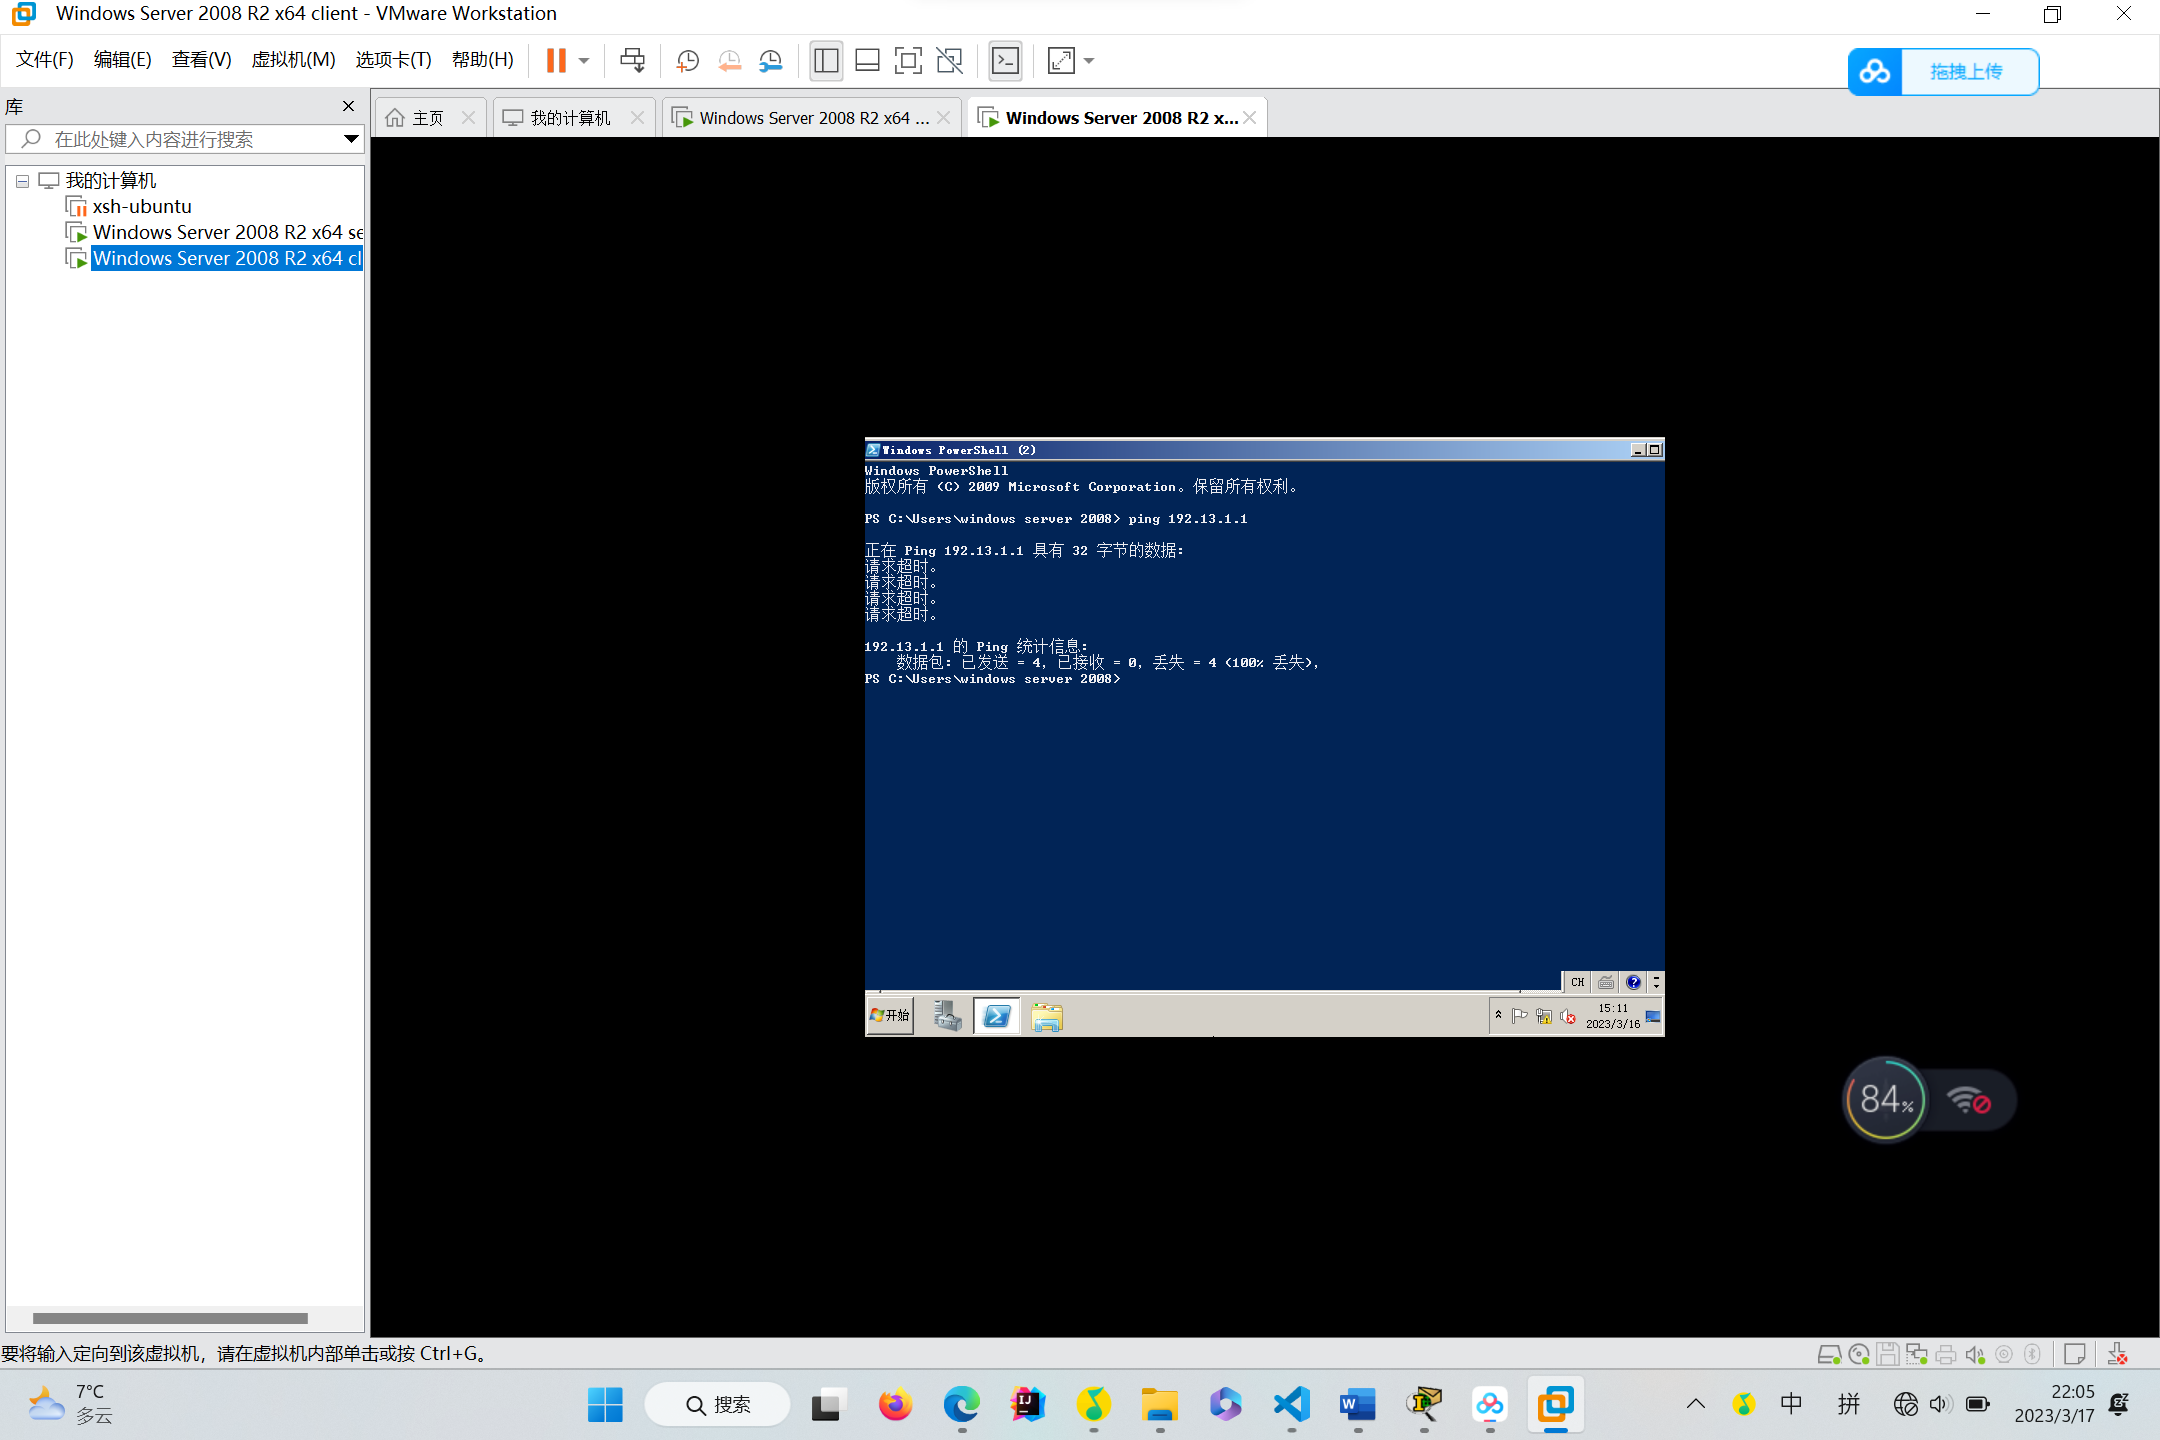 Windows Server 2008 R2 x64 client - VMware Workstation
文件(F) 编辑(E) 查看(V) 虚拟机(M) 选项卡(T) 帮助(H)
拖拽上传
库
在此处键入内容进行搜索
主页
我的计算机
Windows Server 2008 R2 x64 ...
Windows Server 2008 R2 x...
我的计算机
xsh-ubuntu
Windows Server 2008 R2 x64 se
Windows Server 2008 R2 x64 cl
Windows PowerShell (2)
Windows PowerShell
版权所有 (C) 2009 Microsoft Corporation。保留所有权利。
PS C:\Users\windows server 2008> ping 192.13.1.1
正在 Ping 192.13.1.1 具有 32 字节的数据:
请求超时。
请求超时。
请求超时。
请求超时。
192.13.1.1 的 Ping 统计信息:
数据包: 已发送 = 4, 已接收 = 0, 丢失 = 4 (100% 丢失),
PS C:\Users\windows server 2008>
CH
开始
15:11
2023/3/16
84%
要将输入定向到该虚拟机，请在虚拟机内部单击或按 Ctrl+G。
7°C
多云
搜索
中
拼
22:05
2023/3/17